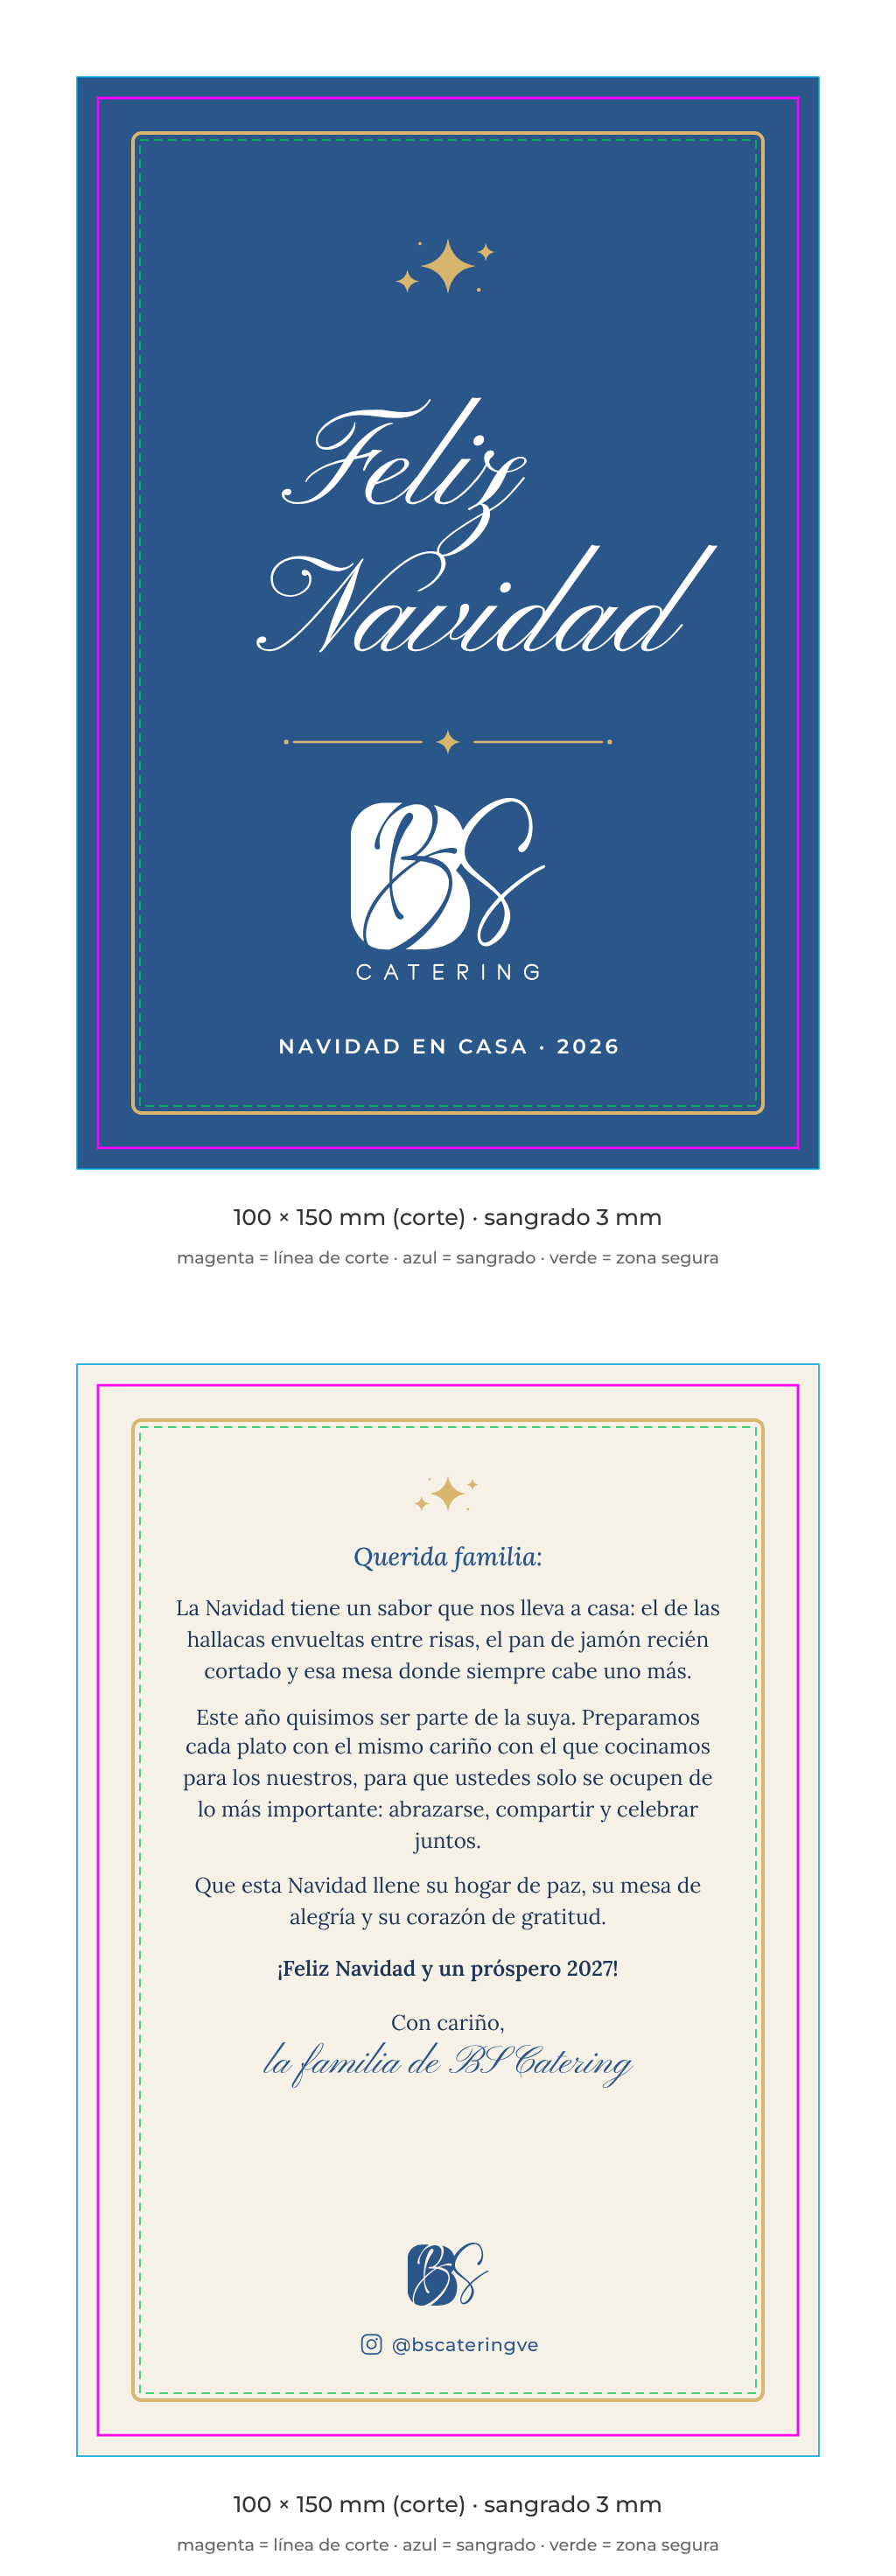 Feliz
Navidad
BS
CATERING
NAVIDAD EN CASA · 2026
100 × 150 mm (corte) · sangrado 3 mm
magenta = línea de corte · azul = sangrado · verde = zona segura
Querida familia:
La Navidad tiene un sabor que nos lleva a casa: el de las
hallacas envueltas entre risas, el pan de jamón recién
cortado y esa mesa donde siempre cabe uno más.
Este año quisimos ser parte de la suya. Preparamos
cada plato con el mismo cariño con el que cocinamos
para los nuestros, para que ustedes solo se ocupen de
lo más importante: abrazarse, compartir y celebrar
juntos.
Que esta Navidad llene su hogar de paz, su mesa de
alegría y su corazón de gratitud.
¡Feliz Navidad y un próspero 2027!
Con cariño,
la familia de BS Catering
BS
@bscateringve
100 × 150 mm (corte) · sangrado 3 mm
magenta = línea de corte · azul = sangrado · verde = zona segura